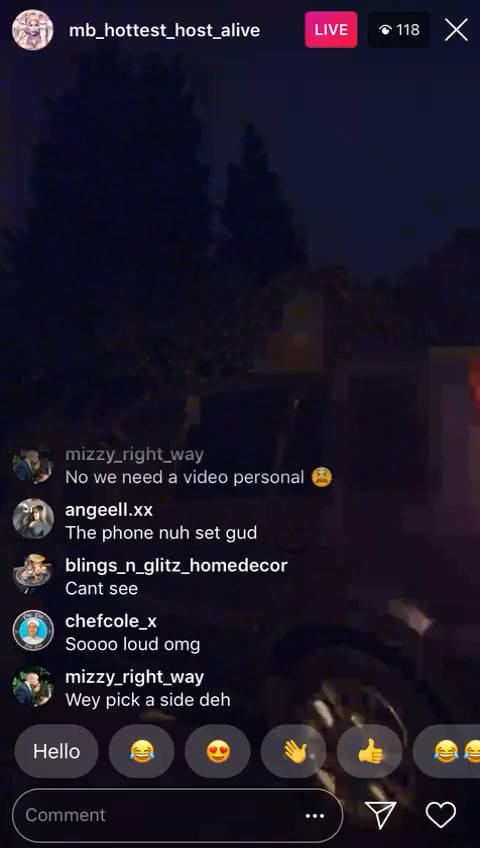 mb_hottest_host_alive
LIVE
118
mizzy_right_way
No we need a video personal 😫
angeell.xx
The phone nuh set gud
blings_n_glitz_homedecor
Cant see
chefcole_x
Soooo loud omg
mizzy_right_way
Wey pick a side deh
Hello
Comment